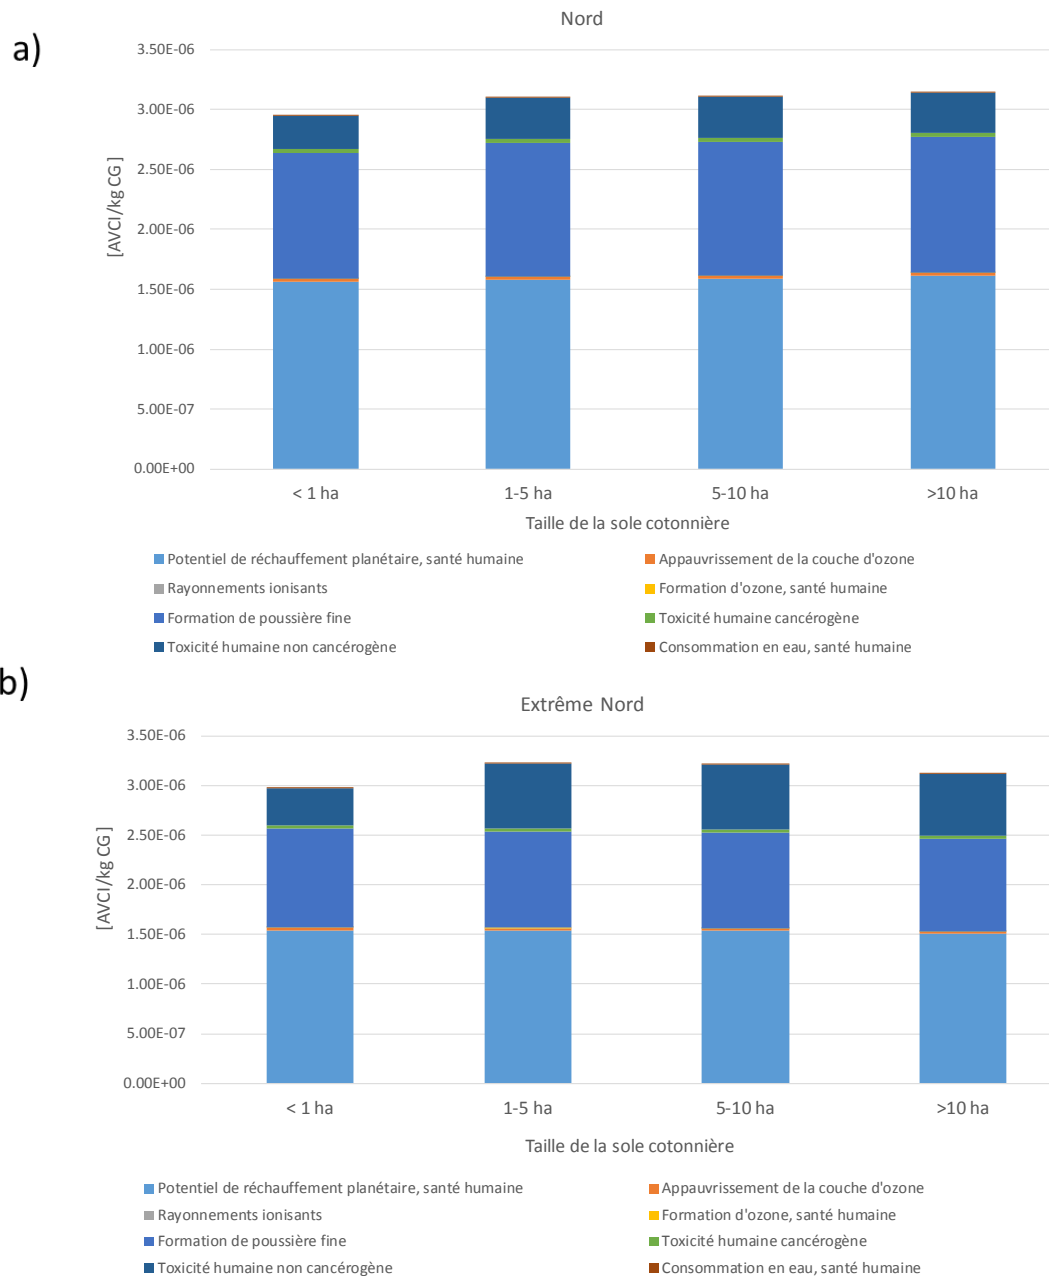 Nord
a)
3.50E-06
3.00E-06
2.50E-06
2.00E-06
1.50E-06
1.00E-06
5.00E-07
0.00E+00
[AVCI/kg CG ]
< 1 ha 1-5 ha 5-10 ha >10 ha
Taille de la sole cotonnière
Potentiel de réchauffement planétaire, santé humaine Appauvrissement de la couche d'ozone
Rayonnements ionisants Formation d'ozone, santé humaine
Formation de poussière fine Toxicité humaine cancérogène
Toxicité humaine non cancérogène Consommation en eau, santé humaine
b)
Extrême Nord
3.50E-06
3.00E-06
2.50E-06
2.00E-06
1.50E-06
1.00E-06
5.00E-07
0.00E+00
[AVCI/kg CG ]
< 1 ha 1-5 ha 5-10 ha >10 ha
Taille de la sole cotonnière
Potentiel de réchauffement planétaire, santé humaine Appauvrissement de la couche d'ozone
Rayonnements ionisants Formation d'ozone, santé humaine
Formation de poussière fine Toxicité humaine cancérogène
Toxicité humaine non cancérogène Consommation en eau, santé humaine